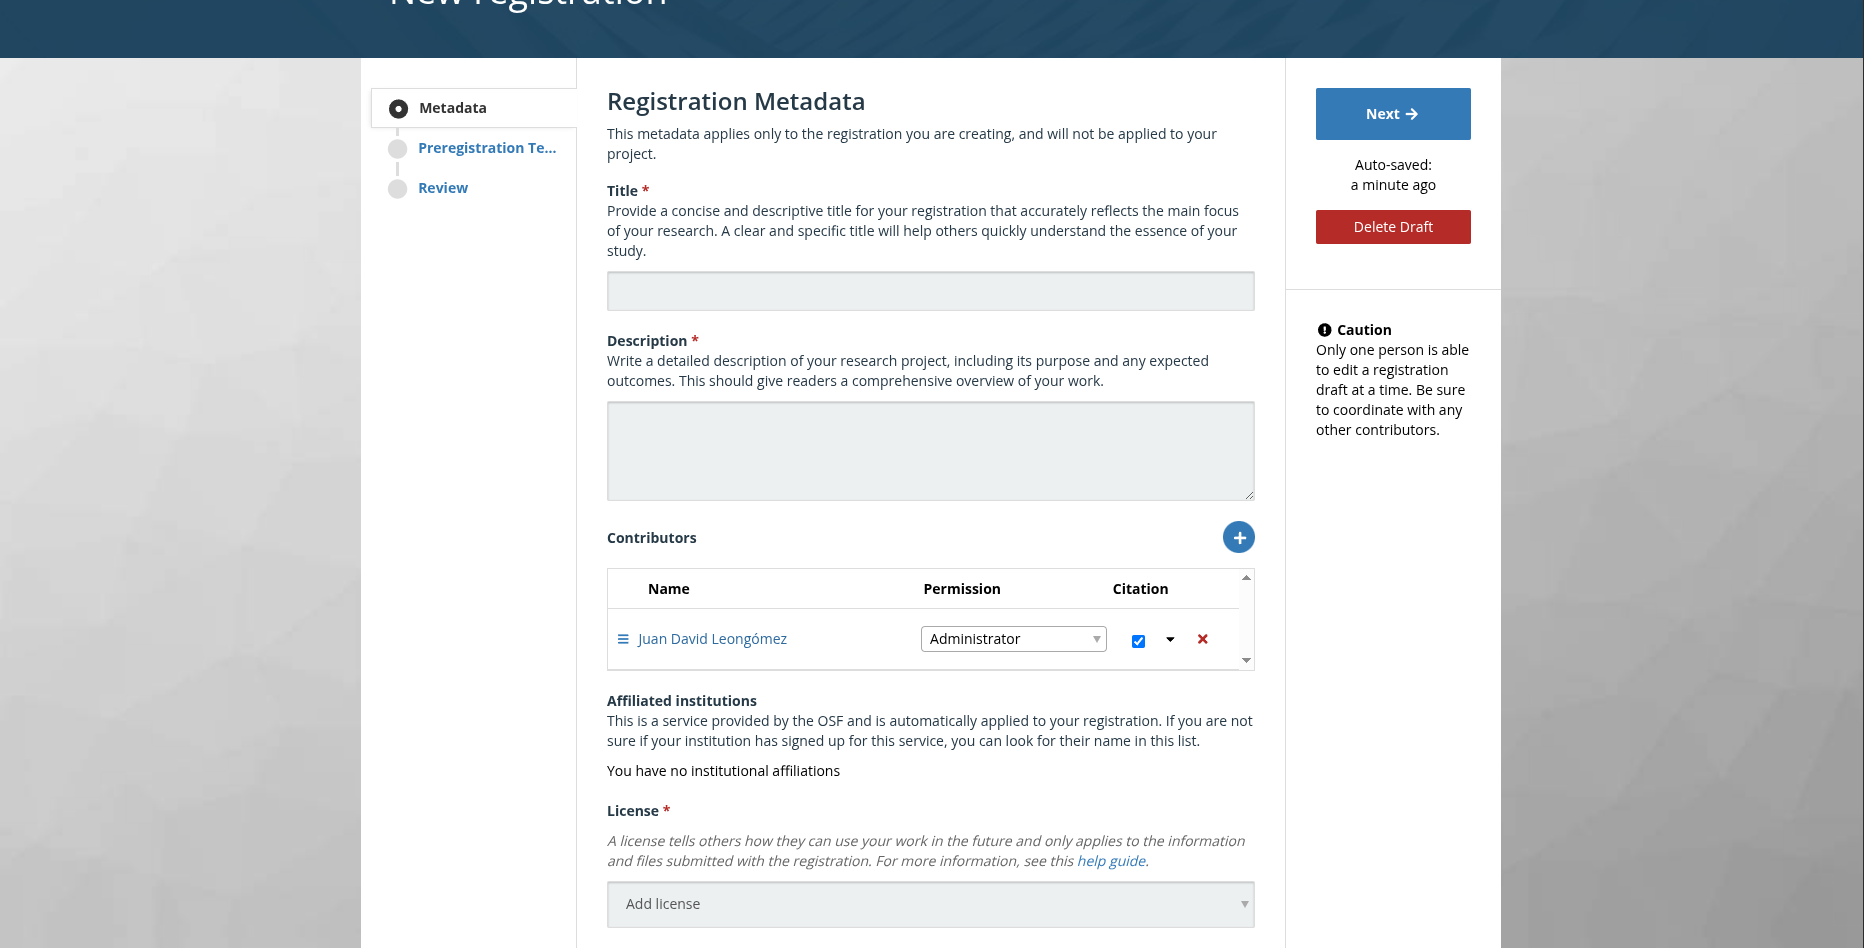 New registration
Metadata
Preregistration Te...
Review
Registration Metadata
This metadata applies only to the registration you are creating, and will not be applied to your
project.
Title *
Provide a concise and descriptive title for your registration that accurately reflects the main focus
of your research. A clear and specific title will help others quickly understand the essence of your
study.
Description *
Write a detailed description of your research project, including its purpose and any expected
outcomes. This should give readers a comprehensive overview of your work.
Contributors
Name Permission Citation
Juan David Leongómez Administrator
Affiliated institutions
This is a service provided by the OSF and is automatically applied to your registration. If you are not
sure if your institution has signed up for this service, you can look for their name in this list.
You have no institutional affiliations
License *
A license tells others how they can use your work in the future and only applies to the information
and files submitted with the registration. For more information, see this help guide.
Add license
Next
Auto-saved:
a minute ago
Delete Draft
Caution
Only one person is able
to edit a registration
draft at a time. Be sure
to coordinate with any
other contributors.